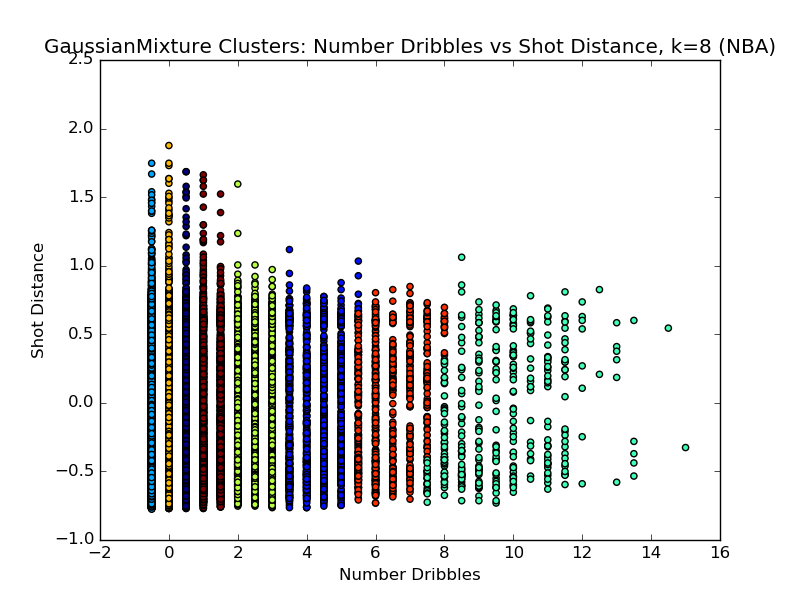 GaussianMixture Clusters: Number Dribbles vs Shot Distance, k=8 (NBA)
2.5
2.0
1.5
1.0
0.5
0.0
−0.5
−1.0
Shot Distance
−2 0 2 4 6 8 10 12 14 16
Number Dribbles